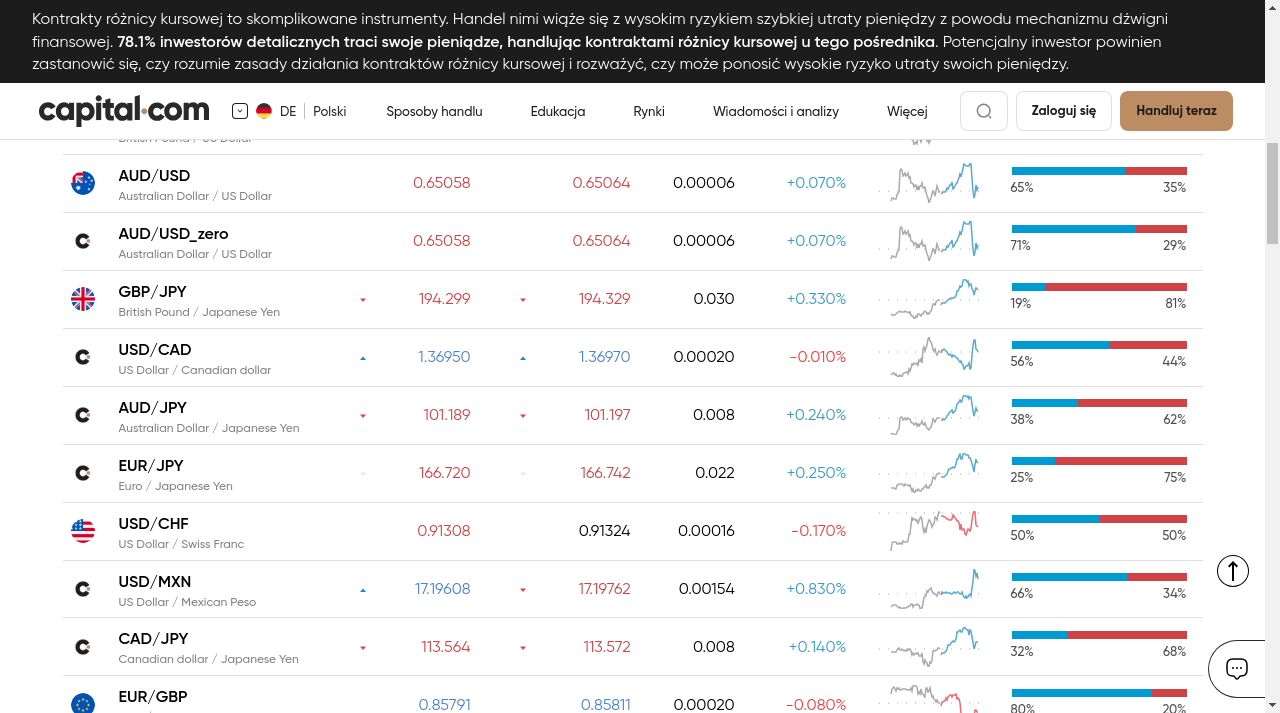 Kontrakty różnicy kursowej to skomplikowane instrumenty. Handel nimi wiąże się z wysokim ryzykiem szybkiej utraty pieniędzy z powodu mechanizmu dźwigni
finansowej. 78.1% inwestorów detalicznych traci swoje pieniądze, handlując kontraktami różnicy kursowej u tego pośrednika. Potencjalny inwestor powinien
zastanowić się, czy rozumie zasady działania kontraktów różnicy kursowej i rozważyć, czy może ponosić wysokie ryzyko utraty swoich pieniędzy.
capital.com DE Polski Sposoby handlu Edukacja Rynki Wiadomości i analizy Więcej Zaloguj się Handluj teraz
British Pound / US Dollar
AUD/USD 0.65058 0.65064 0.00006 +0.070%
Australian Dollar / US Dollar 65% 35%
AUD/USD_zero 0.65058 0.65064 0.00006 +0.070%
Australian Dollar / US Dollar 71% 29%
GBP/JPY 194.299 194.329 0.030 +0.330%
British Pound / Japanese Yen 19% 81%
USD/CAD 1.36950 1.36970 0.00020 -0.010%
US Dollar / Canadian dollar 56% 44%
AUD/JPY 101.189 101.197 0.008 +0.240%
Australian Dollar / Japanese Yen 38% 62%
EUR/JPY 166.720 166.742 0.022 +0.250%
Euro / Japanese Yen 25% 75%
USD/CHF 0.91308 0.91324 0.00016 -0.170%
US Dollar / Swiss Franc 50% 50%
USD/MXN 17.19608 17.19762 0.00154 +0.830%
US Dollar / Mexican Peso 66% 34%
CAD/JPY 113.564 113.572 0.008 +0.140%
Canadian dollar / Japanese Yen 32% 68%
EUR/GBP 0.85791 0.85811 0.00020 -0.080%
80% 20%